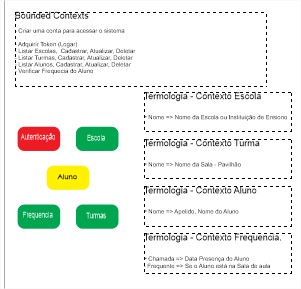 Bounded Contexts
Criar uma conta para acessar o sistema
Adquirir Token (Logar)
Listar Escolas, Cadastrar, Atualizar, Deletar
Listar Turmas, Cadastrar, Atualizar, Deletar
Listar Alunos, Cadastrar, Atualizar, Deletar
Verificar Frequecia do Aluno
Termologia - Contexto Escola
Nome => Nome da Escola ou Instiluição de Ensiono
Autenticação
Escola
Termologia - Contexto Turma
Nome => Nome da Sala - Pavilhão
Aluno
Termologia - Contexto Aluno
Nome => Apelido, Nome do Aluno
Frequencia
Turmas
Termologia - Contexto Frequencia.
Chamada => Data Presença do Aluno
Frequente => Se o Aluno está na Sala de aula